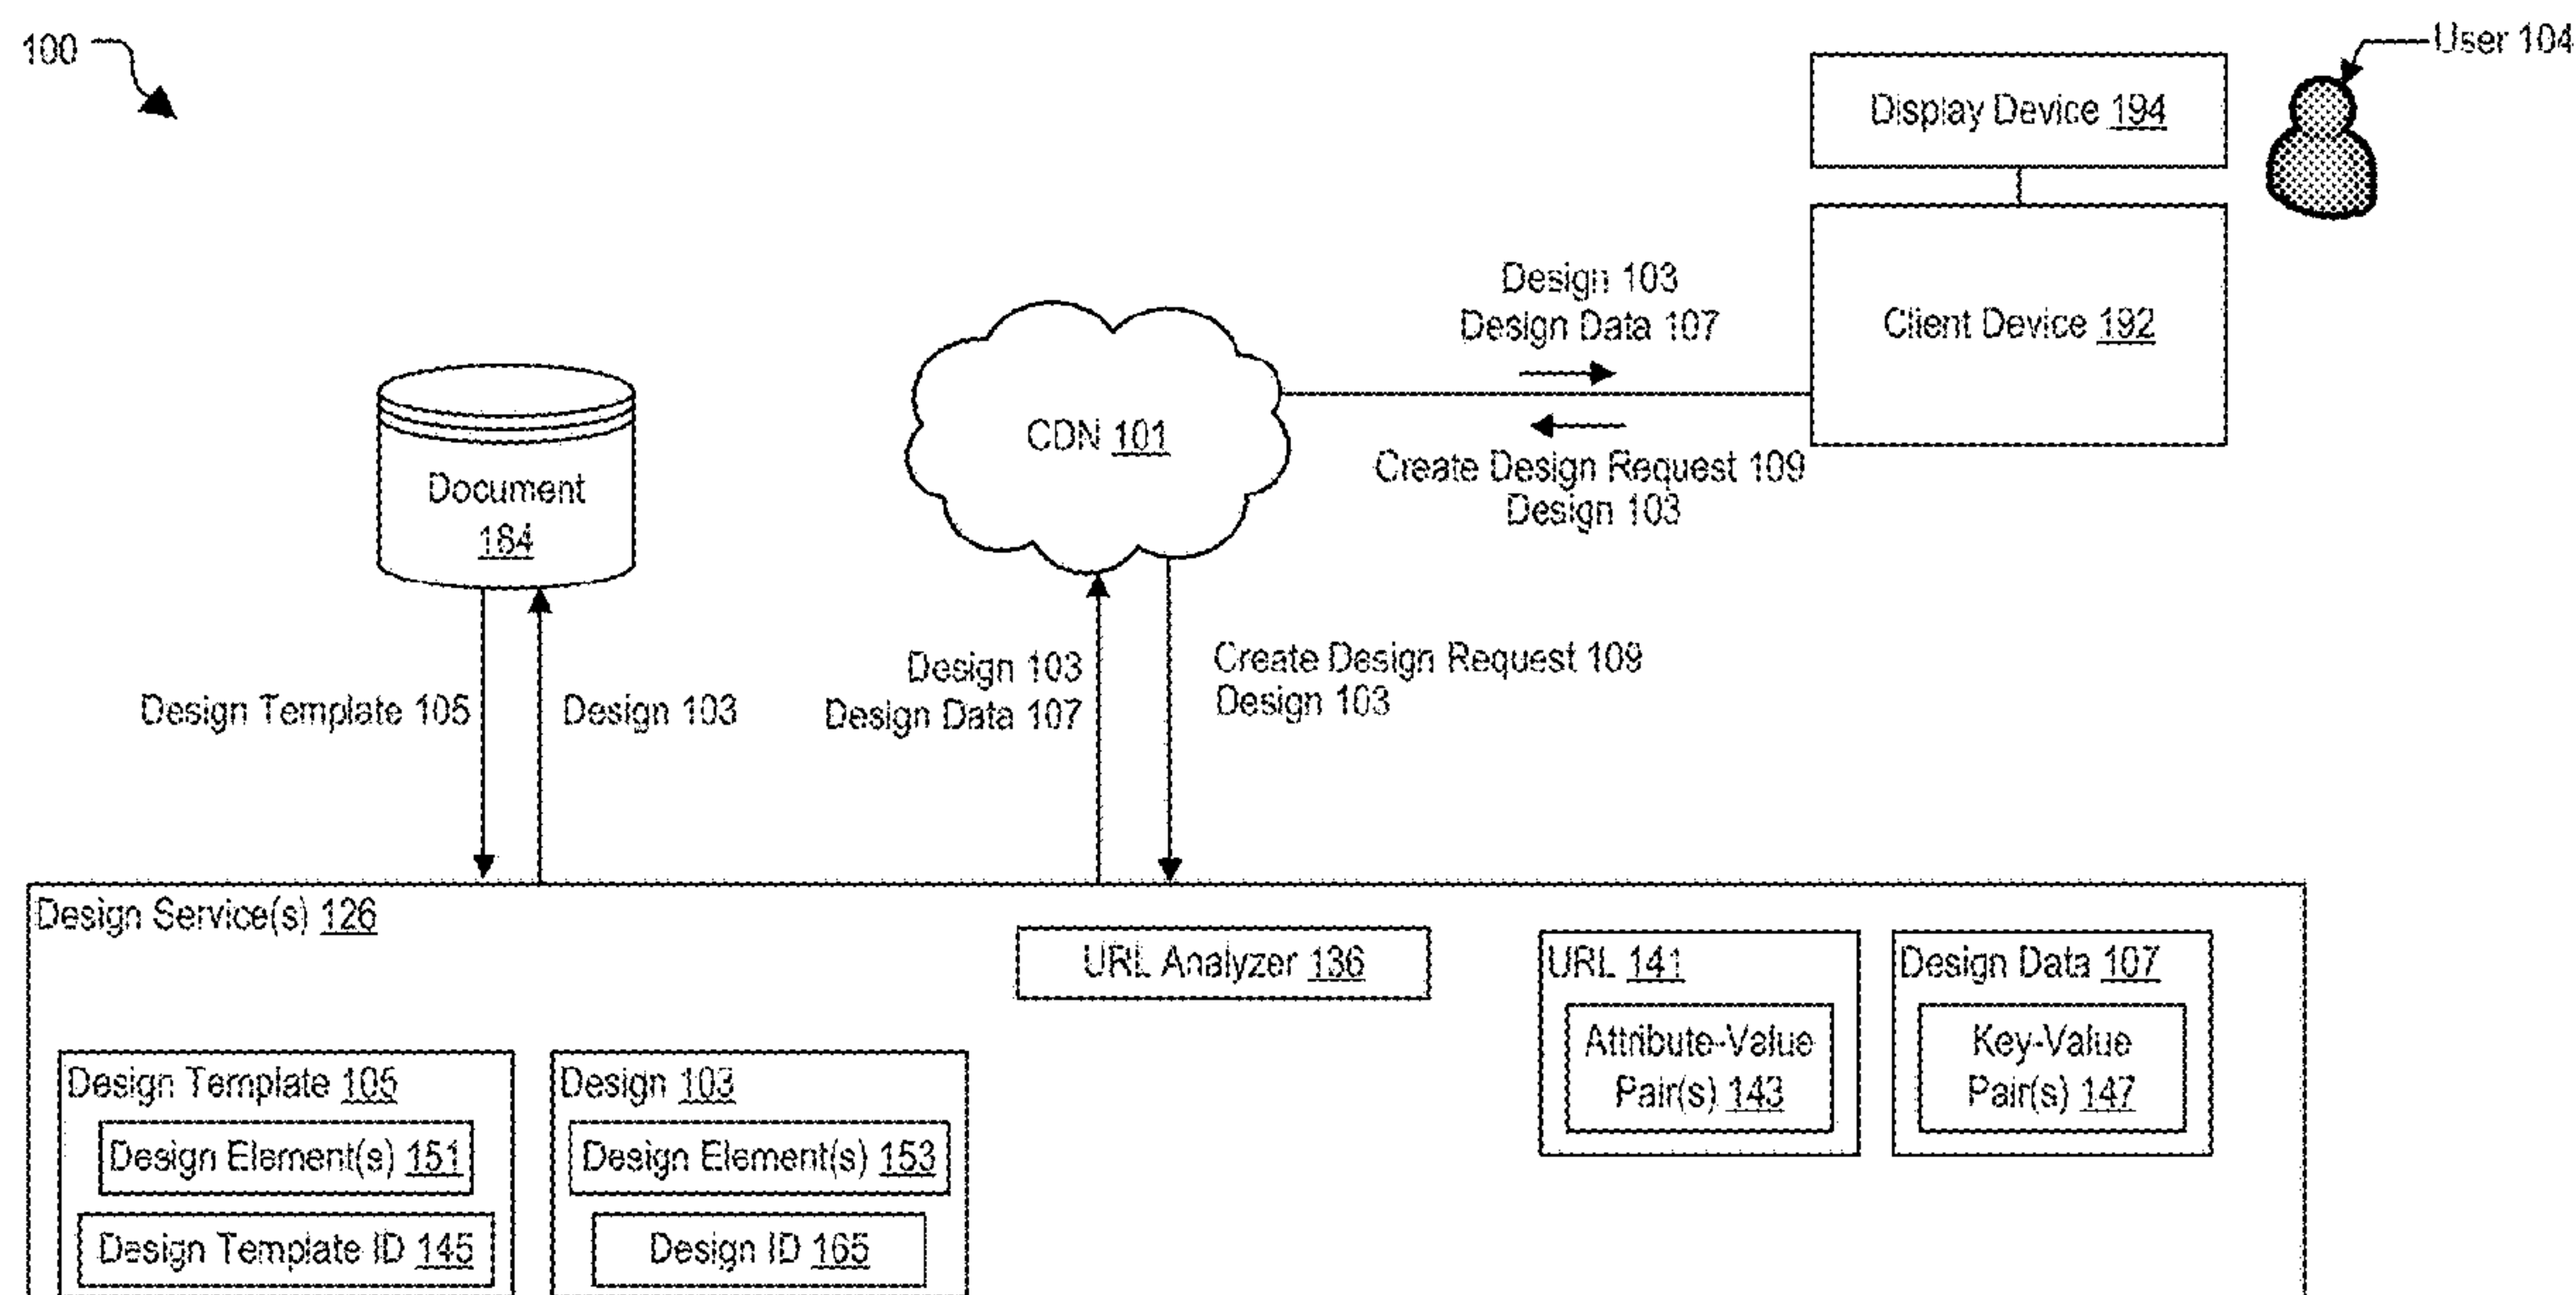 100
User 104
Display Device 194
Client Device 192
Design 103
Design Data 107
CDN 101
Create Design Request 109
Design 103
Document
184
Design Template 105
Design 103
Design 103
Design Data 107
Create Design Request 109
Design 103
Design Service(s) 126
URL Analyzer 136
URL 141
Attribute-Value
Pair(s) 143
Design Data 107
Key-Value
Pair(s) 147
Design Template 105
Design Element(s) 151
Design Template ID 145
Design 103
Design Element(s) 153
Design ID 165